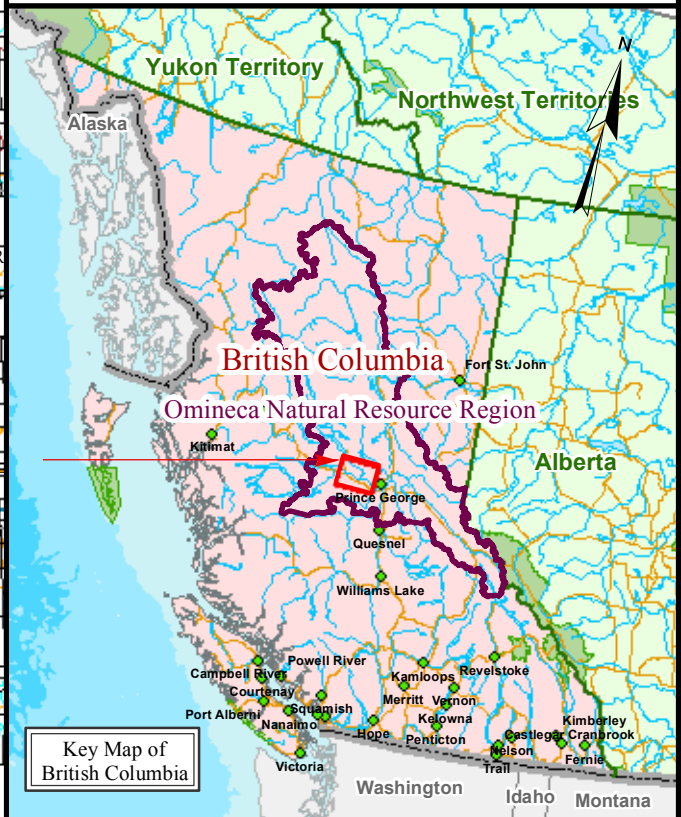 N
Yukon Territory
Northwest Territories
Alaska
British Columbia
Fort St. John
Omineca Natural Resource Region
Kitimat
Alberta
Prince George
Quesnel
Williams Lake
Powell River
Campbell River
Kamloops
Revelstoke
Courtenay
Merritt
Vernon
Port Alberni
Squamish
Nanaimo
Kelowna
Kimberley
Hope
Penticton
Castlegar
Cranbrook
Nelson
Fernie
Trail
Victoria
Key Map of
British Columbia
Washington
Idaho
Montana